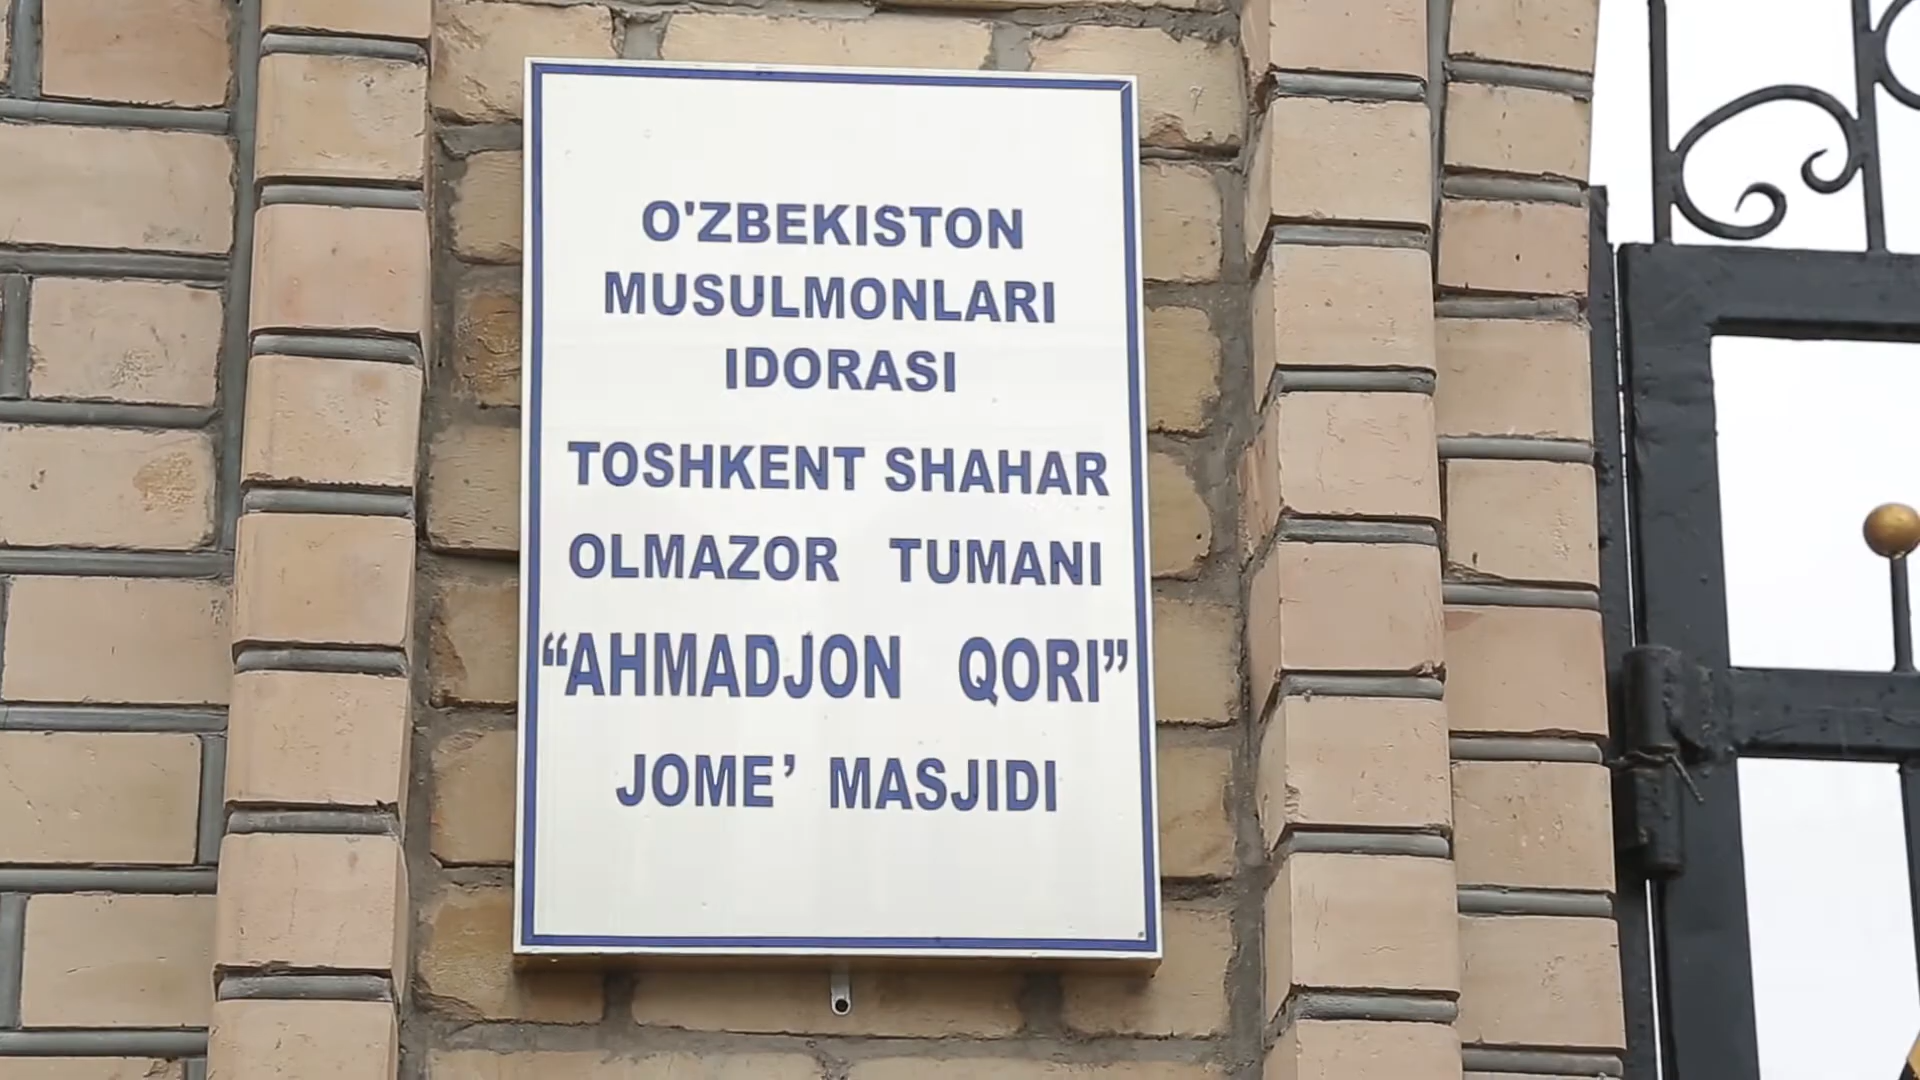 O'ZBEKISTON
MUSULMONLARI
IDORASI
TOSHKENT SHAHAR
OLMAZOR TUMANI
“AHMADJON QORI”
JOME’ MASJIDI